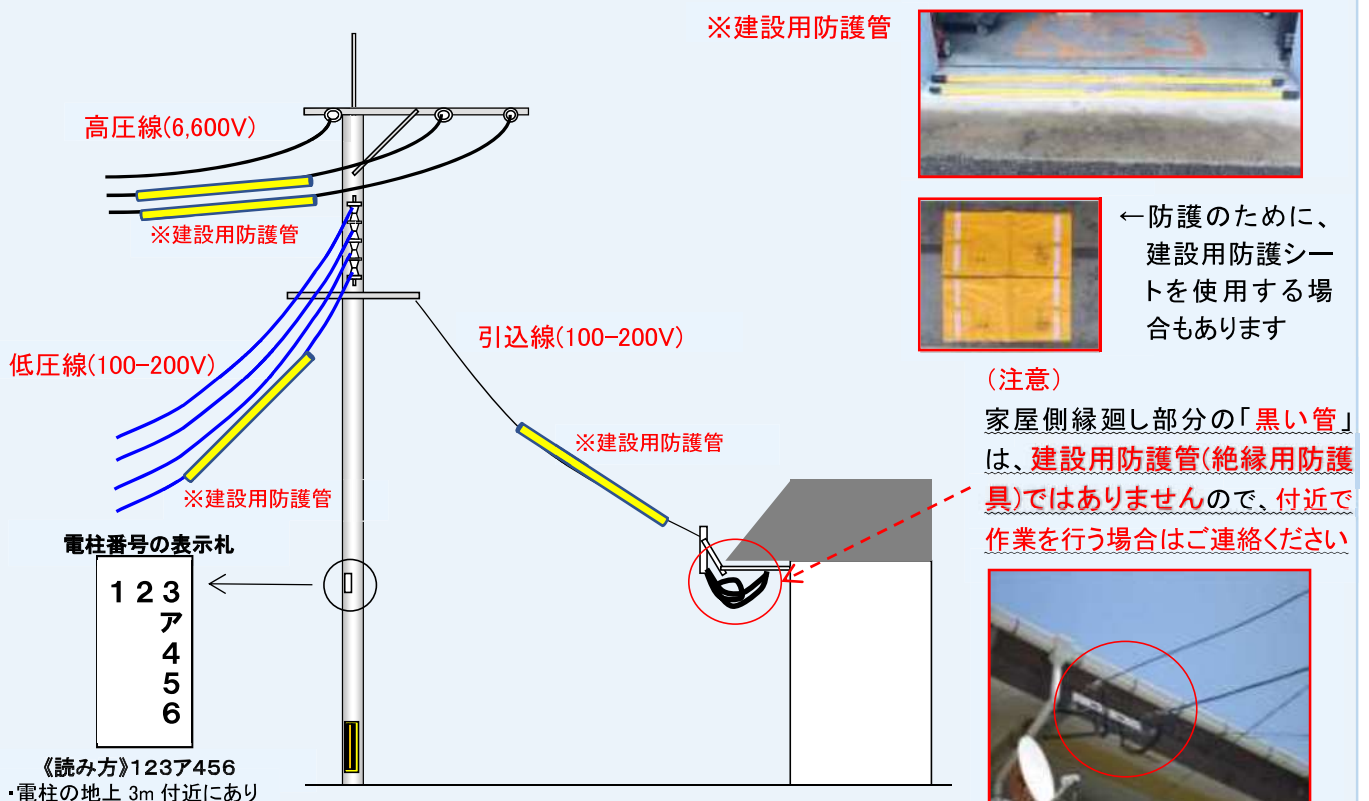 ※建設用防護管
高圧線(6,600V)
※建設用防護管
←防護のために、
建設用防護シー
トを使用する場
合もあります
引込線(100-200V)
低圧線(100-200V)
(注意)
家屋側縁廻し部分の「黒い管」
は、建設用防護管(絶縁用防護
具)ではありませんので、付近で
作業を行う場合はご連絡ください
※建設用防護管
※建設用防護管
電柱番号の表示札
123
ア
4
5
6
《読み方》123ア456
・電柱の地上 3m 付近にあり